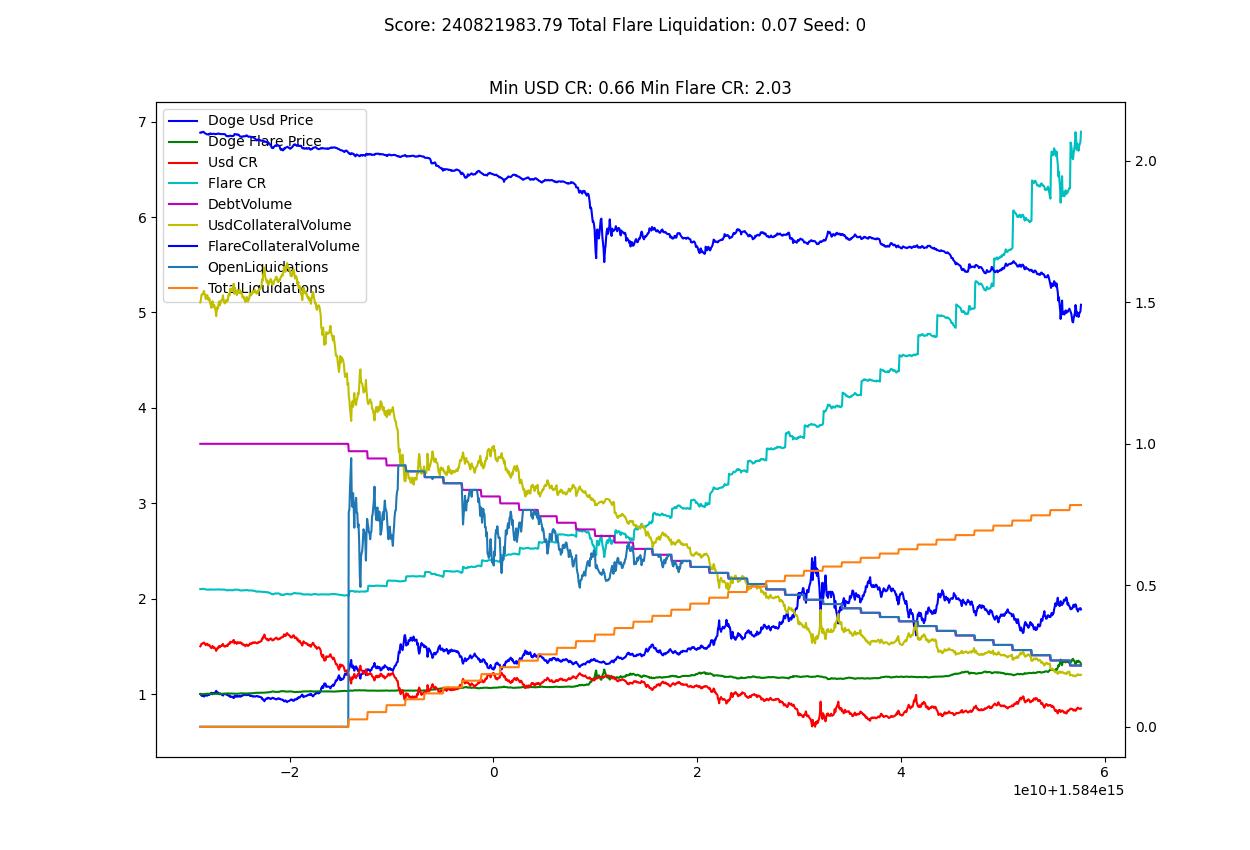 Score: 240821983.79 Total Flare Liquidation: 0.07 Seed: 0
Min USD CR: 0.66 Min Flare CR: 2.03
Doge Usd Price
Doge Flare Price
Usd CR
Flare CR
DebtVolume
UsdCollateralVolume
FlareCollateralVolume
OpenLiquidations
TotalLiquidations
7
6
5
4
3
2
1
2.0
1.5
1.0
0.5
0.0
−2
0
2
4
6
1e10+1.584e15